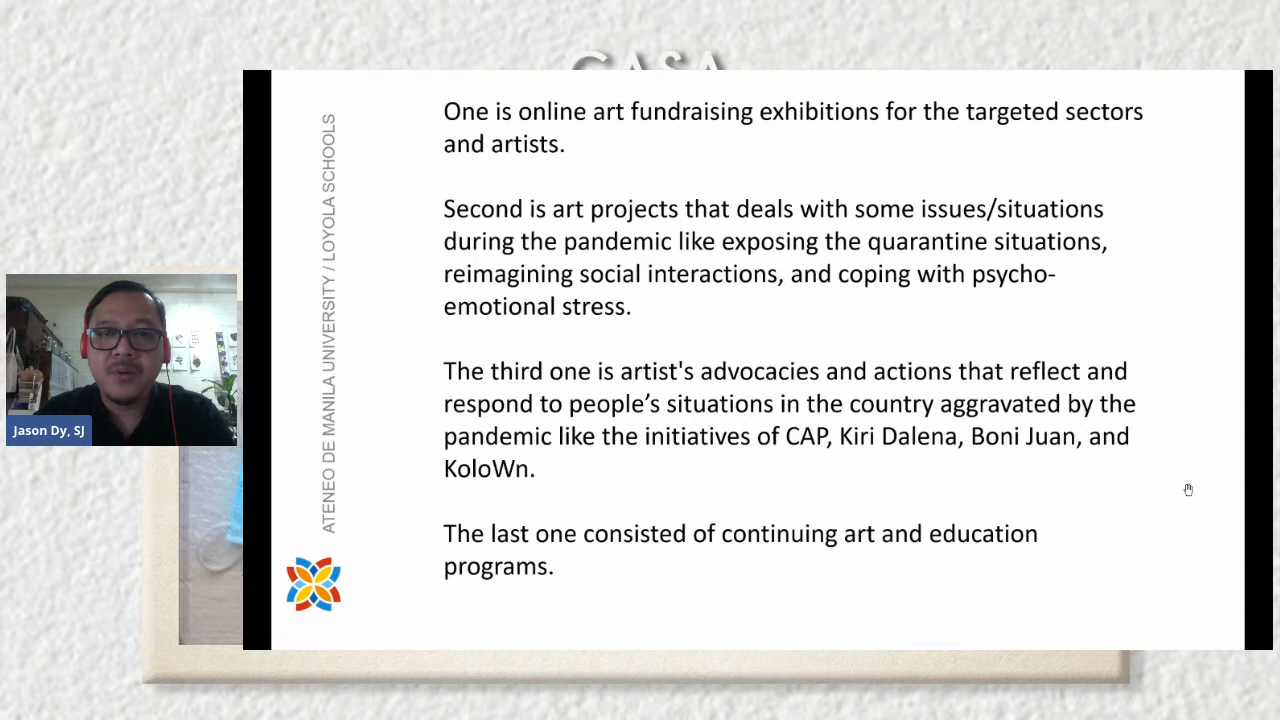 CASA
ATENEO DE MANILA UNIVERSITY / LOYOLA SCHOOLS
One is online art fundraising exhibitions for the targeted sectors
and artists.
Second is art projects that deals with some issues/situations
during the pandemic like exposing the quarantine situations,
reimagining social interactions, and coping with psycho-
emotional stress.
The third one is artist's advocacies and actions that reflect and
respond to people’s situations in the country aggravated by the
pandemic like the initiatives of CAP, Kiri Dalena, Boni Juan, and
KoloWn.
The last one consisted of continuing art and education
programs.
Jason Dy, SJ